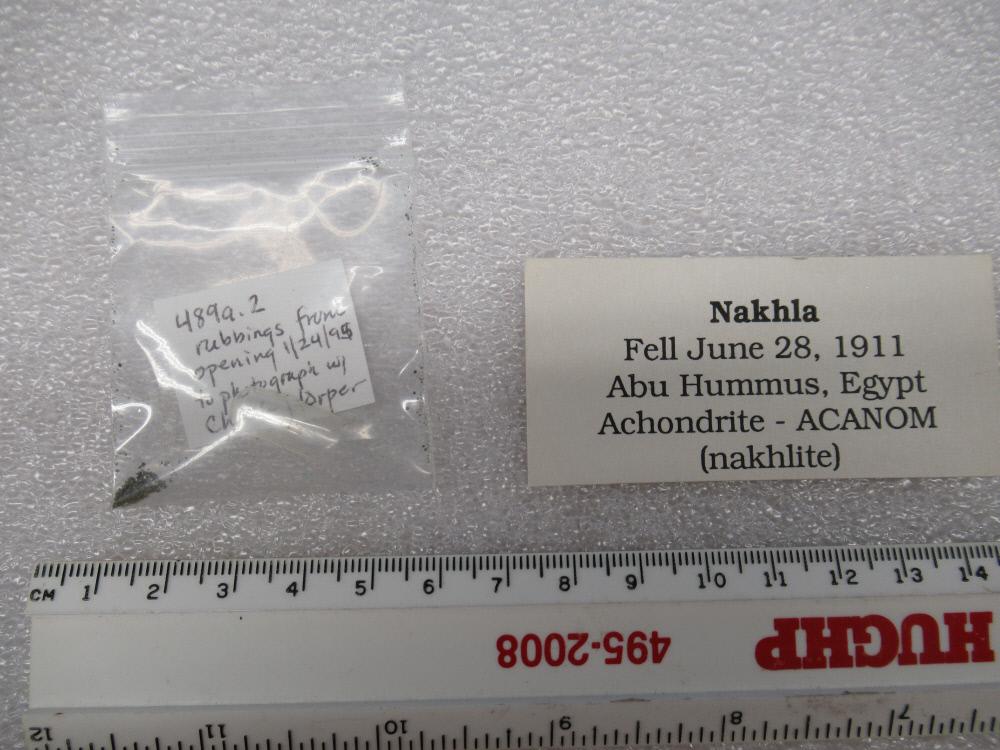 489a.2
rubbings from
opening 1/24/95
to photograph w/
Nakhla
Fell June 28, 1911
Abu Hummus, Egypt
Achondrite - ACANOM
(nakhlite)
CM 1 2 3 4 5 6 7 8 9 10 11 12 13 14
HUGHP
495-2008
12 11 10 9 8 7